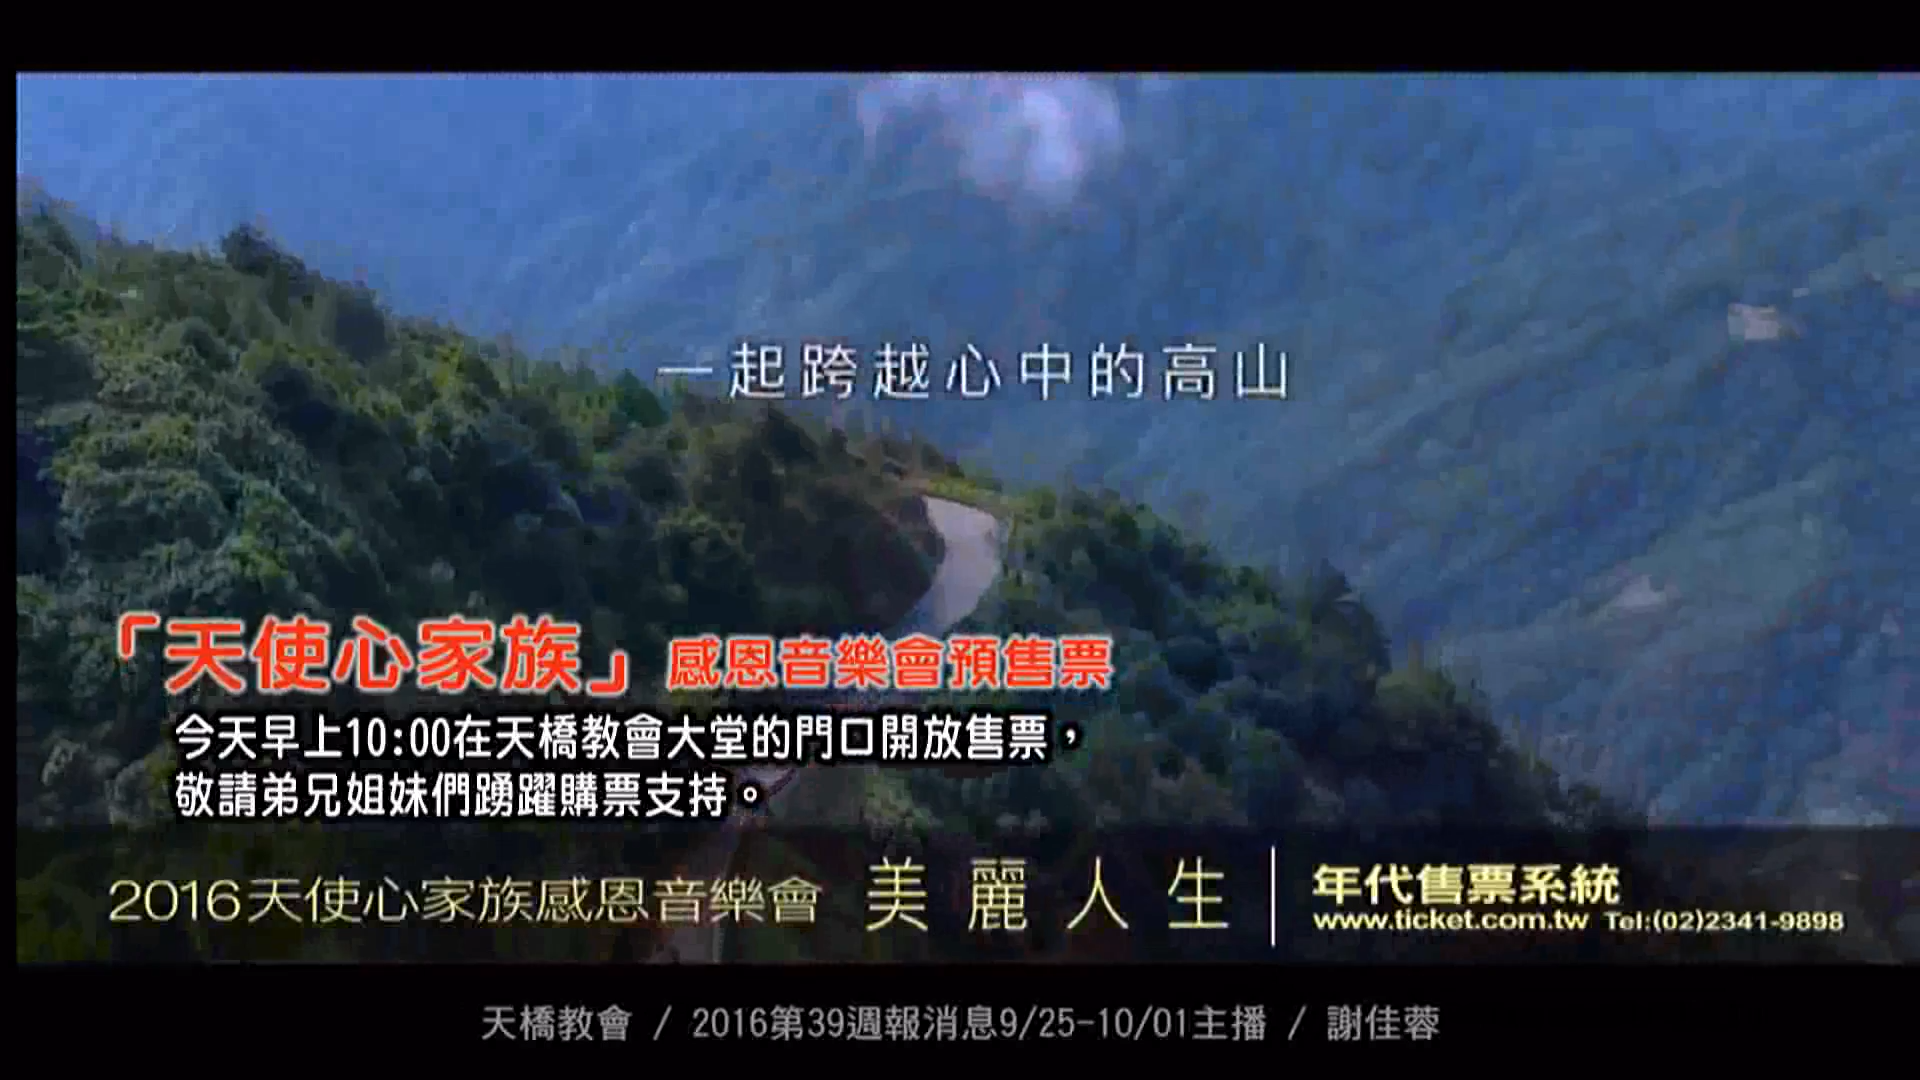 一起跨越心中的高山
「天使心家族」感恩音樂會預售票
今天早上10:00在天橋教會大堂的門口開放售票，
敬請弟兄姐妹們踴躍購票支持。
2016天使心家族感恩音樂會 美麗人生
年代售票系統
www.ticket.com.tw Tel:(02)2341-9898
天橋教會 / 2016第39週報消息9/25-10/01主播 / 謝佳蓉